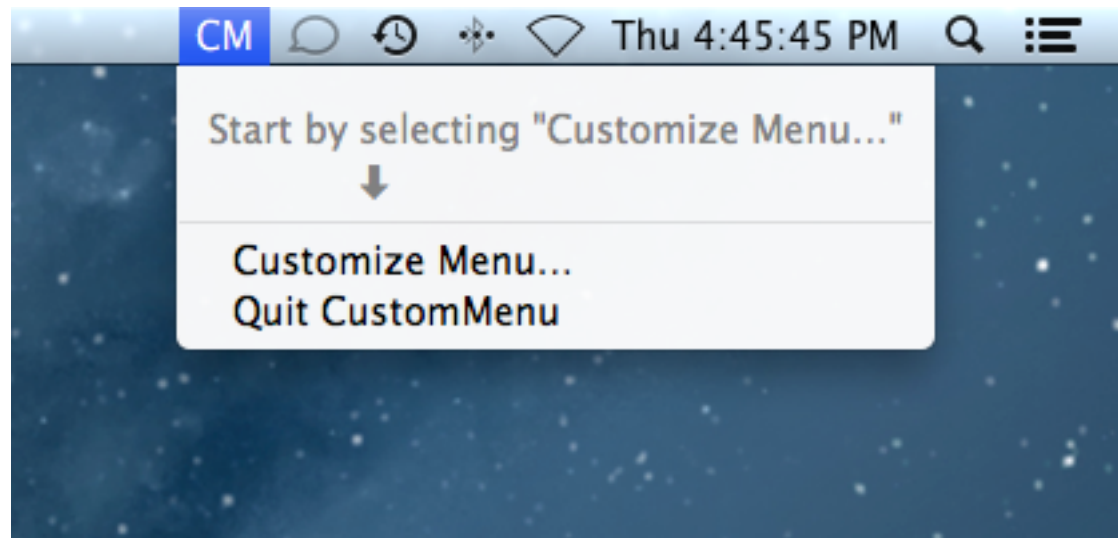 CM Thu 4:45:45 PM
Start by selecting "Customize Menu..."
Customize Menu...
Quit CustomMenu